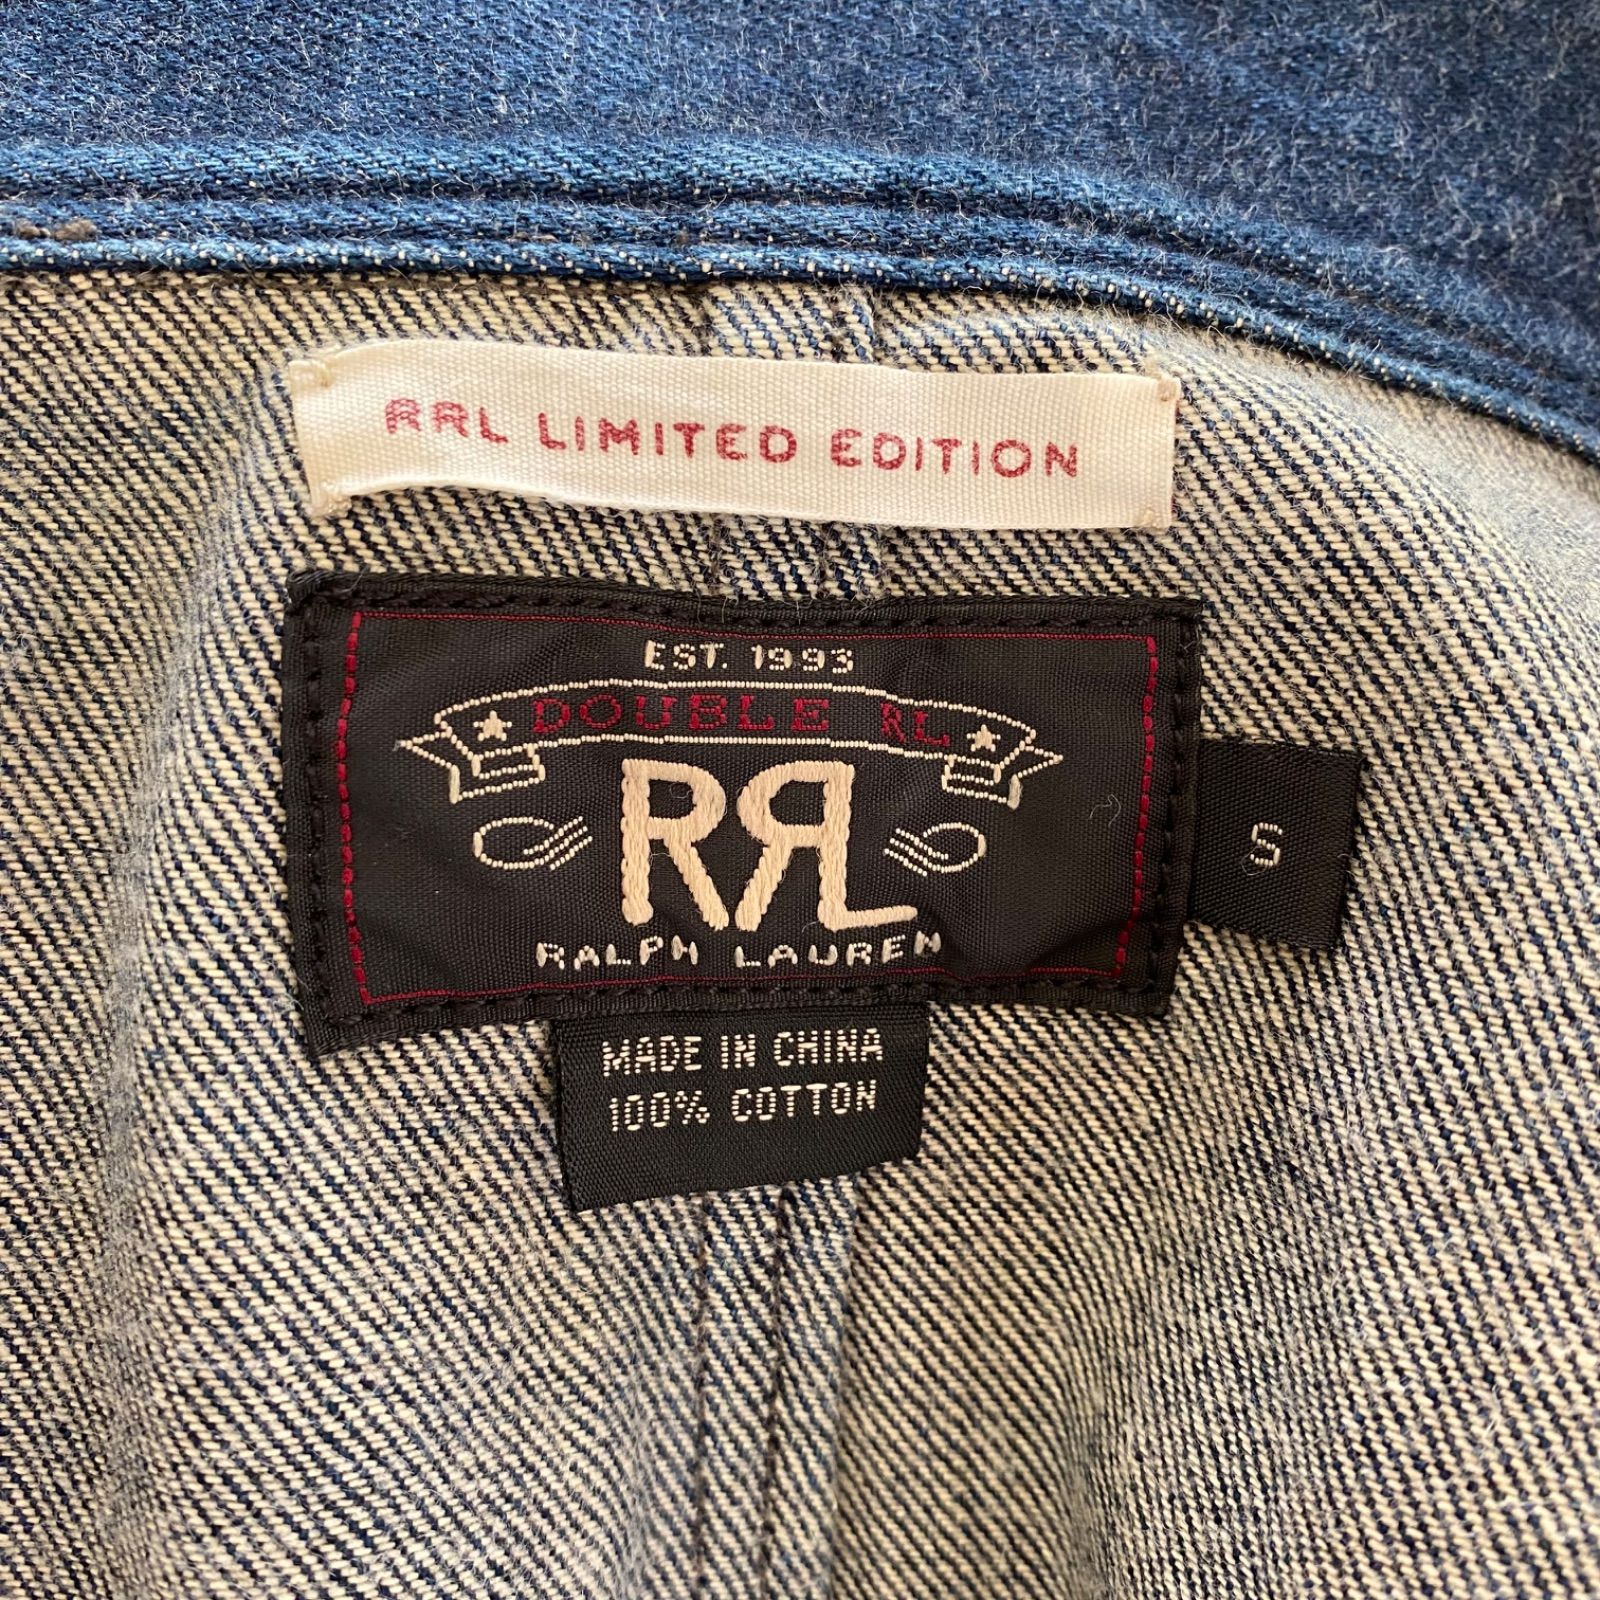 RRL LIMITED EDITION
EST. 1993
DOUBLE RL
RRL
RALPH LAUREN
S
MADE IN CHINA
100% COTTON